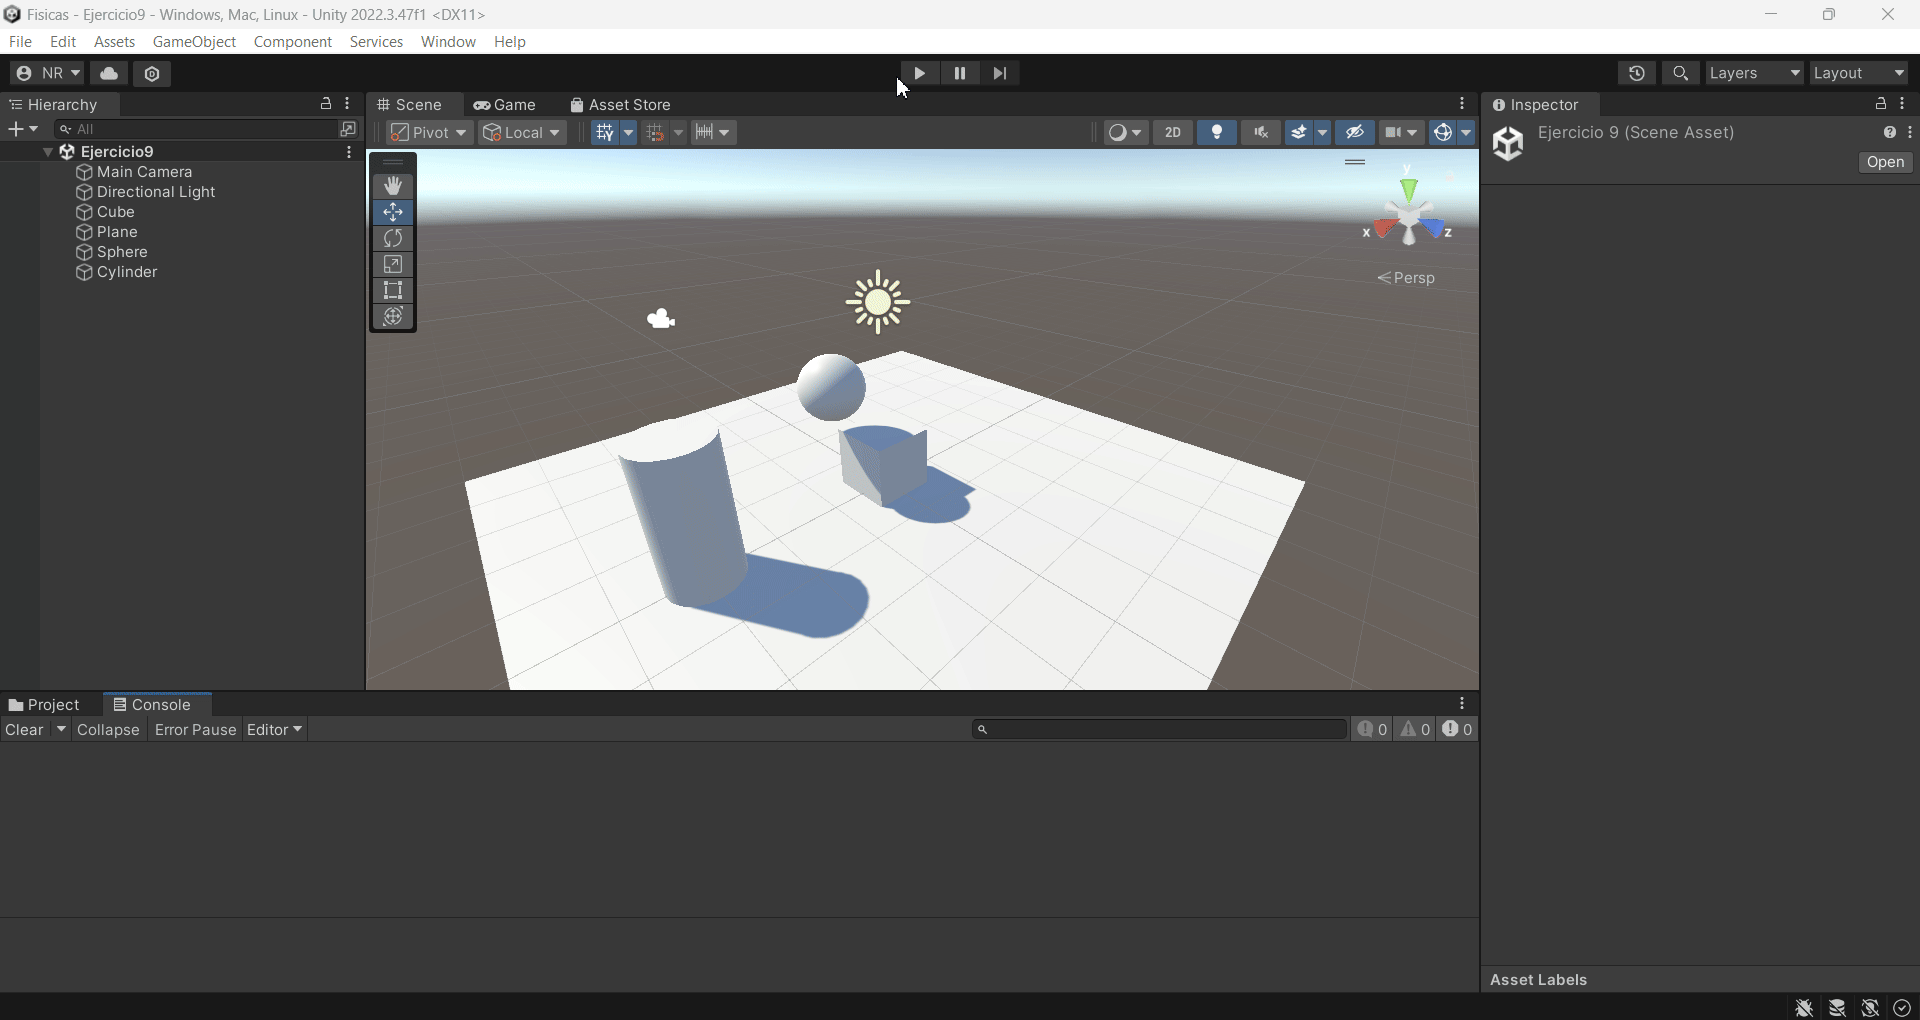 Fisicas - Ejercicio9 - Windows, Mac, Linux - Unity 2022.3.47f1 <DX11>
File Edit Assets GameObject Component Services Window Help
NR Layers Layout
Hierarchy Scene Game Asset Store Inspector
All Pivot Local 2D Ejercicio 9 (Scene Asset)
Ejercicio9
Open
Main Camera
Directional Light
Cube
Plane
Sphere
Cylinder
y
x z
Persp
Project Console
Clear Collapse Error Pause Editor 0 0 0
Asset Labels